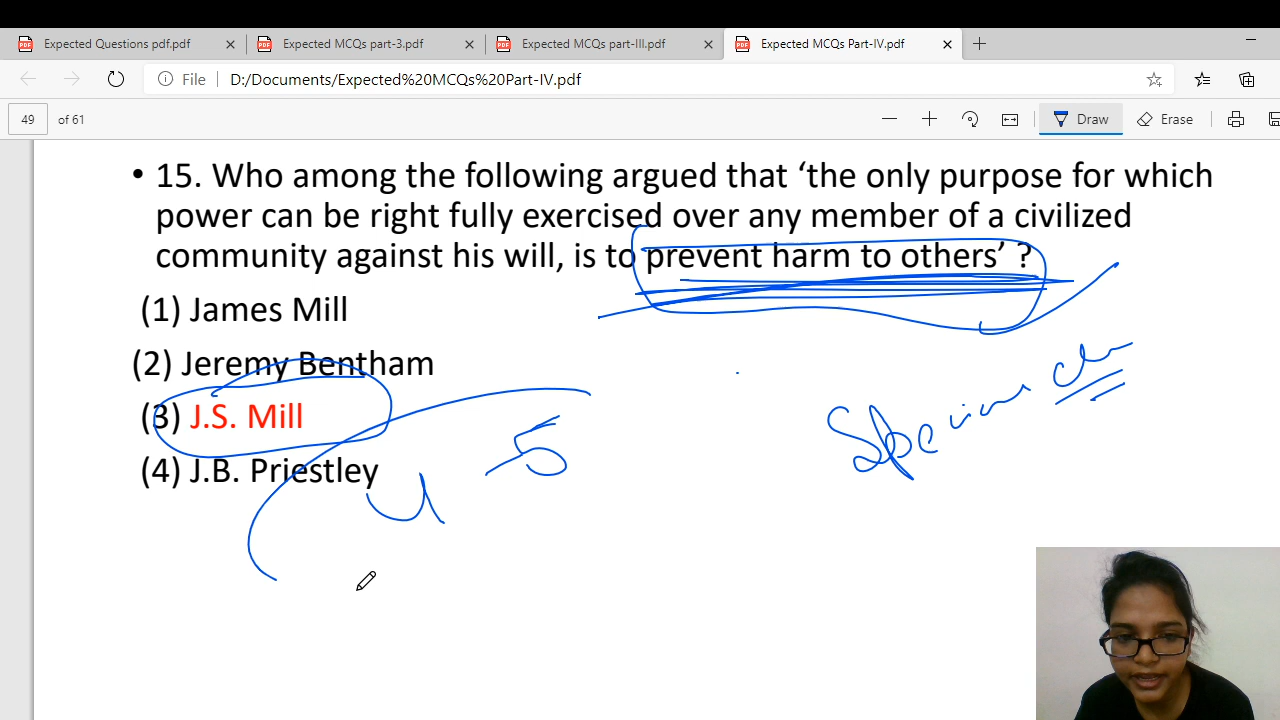 Expected Questions pdf.pdf Expected MCQs part-3.pdf Expected MCQs part-III.pdf Expected MCQs Part-IV.pdf
File D:/Documents/Expected%20MCQs%20Part-IV.pdf
49 of 61 Draw Erase
• 15. Who among the following argued that ‘the only purpose for which
power can be right fully exercised over any member of a civilized
community against his will, is to prevent harm to others’ ?
(1) James Mill
(2) Jeremy Bentham
(3) J.S. Mill
(4) J.B. Priestley
4 5